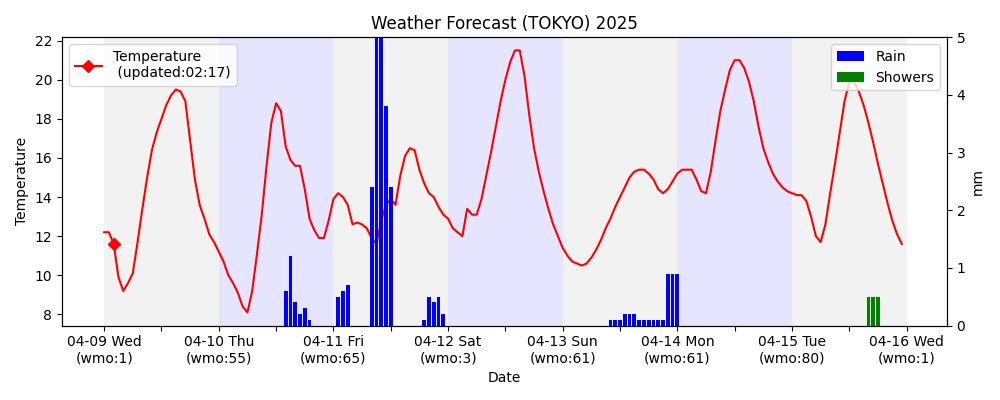 Weather Forecast (TOKYO) 2025
Temperature
(updated:02:17)
Rain
Showers
22
20
18
16
14
12
10
8
Temperature
5
4
3
2
1
0
mm
04-09 Wed
(wmo:1)
04-10 Thu
(wmo:55)
04-11 Fri
(wmo:65)
04-12 Sat
(wmo:3)
04-13 Sun
(wmo:61)
04-14 Mon
(wmo:61)
04-15 Tue
(wmo:80)
04-16 Wed
(wmo:1)
Date